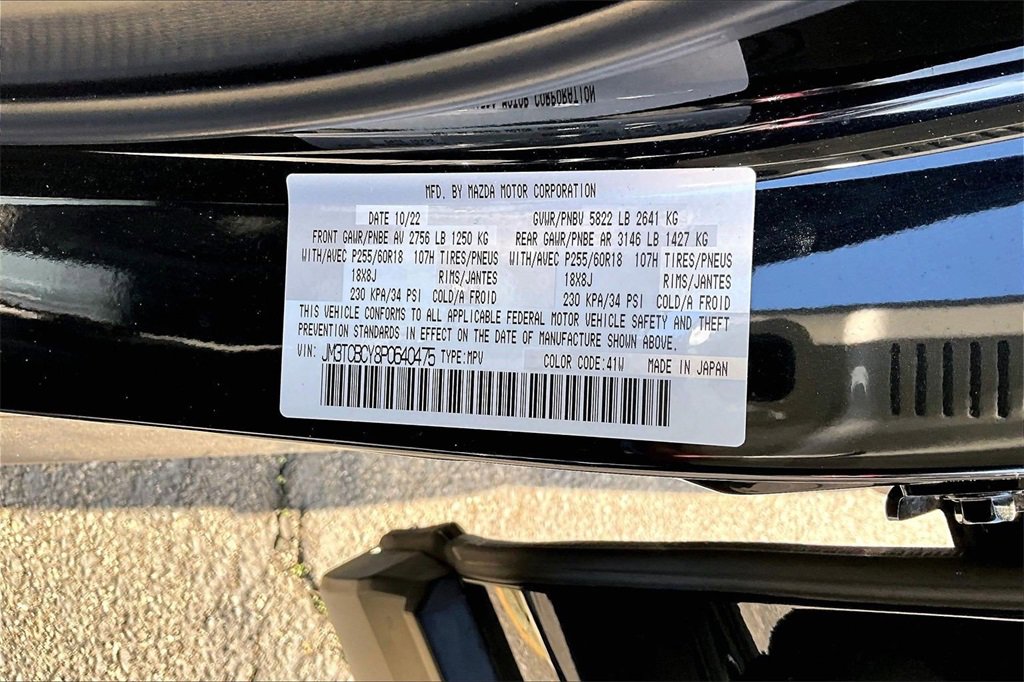 MFD. BY MAZDA MOTOR CORPORATION
DATE 10/22 GVWR/PNBV 5822 LB 2641 KG
FRONT GAWR/PNBE AV 2756 LB 1250 KG REAR GAWR/PNBE AR 3146 LB 1427 KG
WITH/AVEC P255/60R18 107H TIRES/PNEUS WITH/AVEC P255/60R18 107H TIRES/PNEUS
18X8J RIMS/JANTES 18X8J RIMS/JANTES
230 KPA/34 PSI COLD/A FROID 230 KPA/34 PSI COLD/A FROID
THIS VEHICLE CONFORMS TO ALL APPLICABLE FEDERAL MOTOR VEHICLE SAFETY AND THEFT
PREVENTION STANDARDS IN EFFECT ON THE DATE OF MANUFACTURE SHOWN ABOVE.
VIN: JM3TCBCY8P0640475 TYPE:MPV COLOR CODE:41W MADE IN JAPAN